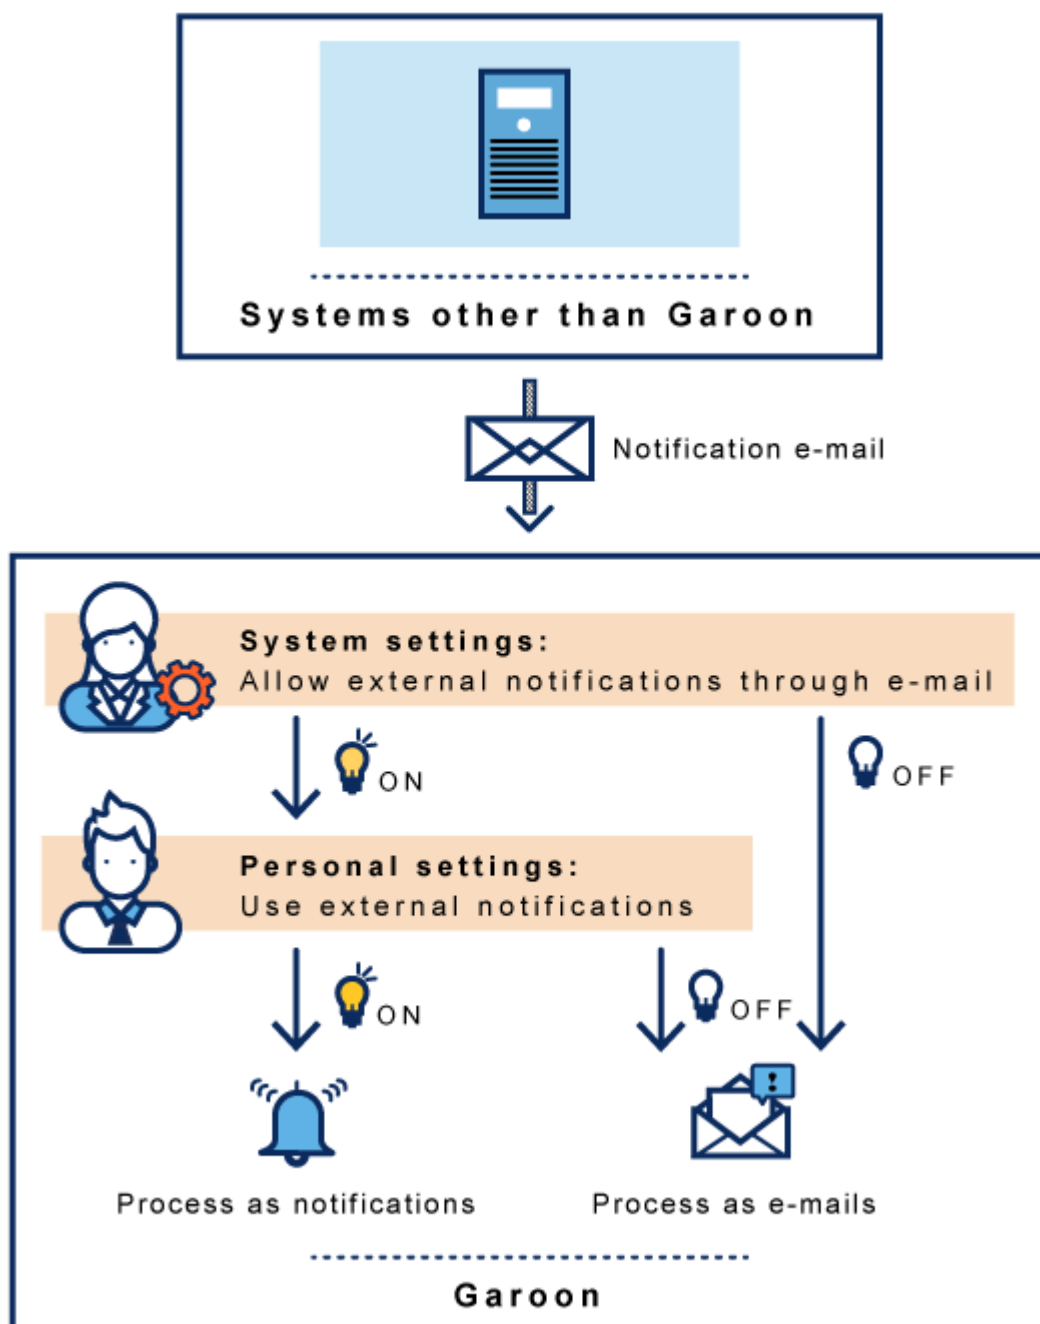 Systems other than Garoon
Notification e-mail
System settings:
Allow external notifications through e-mail
ON
OFF
Personal settings:
Use external notifications
ON
OFF
!
Process as notifications
Process as e-mails
Garoon